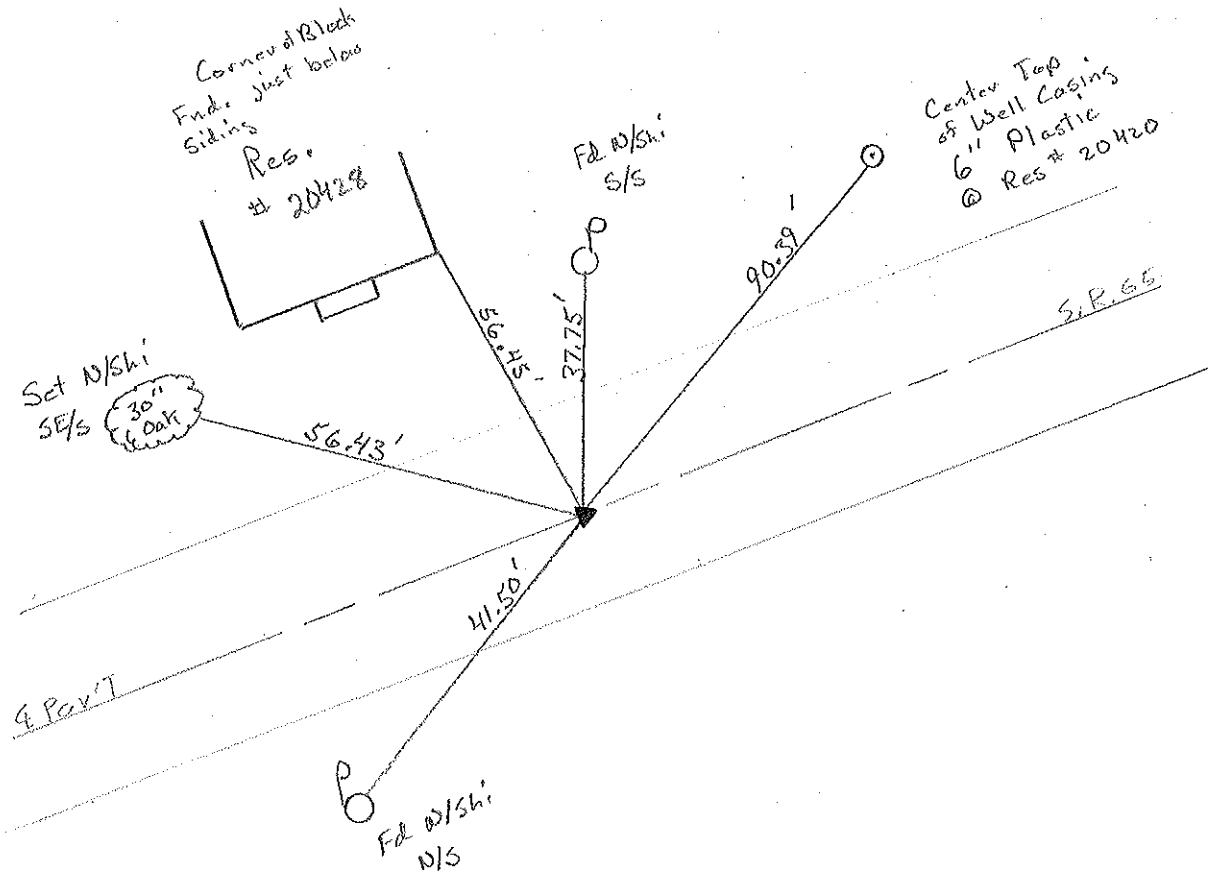 Corner of Block
Fnd. just below
Siding
Res.
# 20428
Fd N/Shi
S/S
Center Top
of Well Casing
6" Plastic
@ Res # 20420
90.39'
37.75'
56.45'
S.R. 65
Set N/Shi
SE/S
30"
Oak
56.43'
41.50'
℄ Pav'T
P
P
Fd N/Shi
N/S